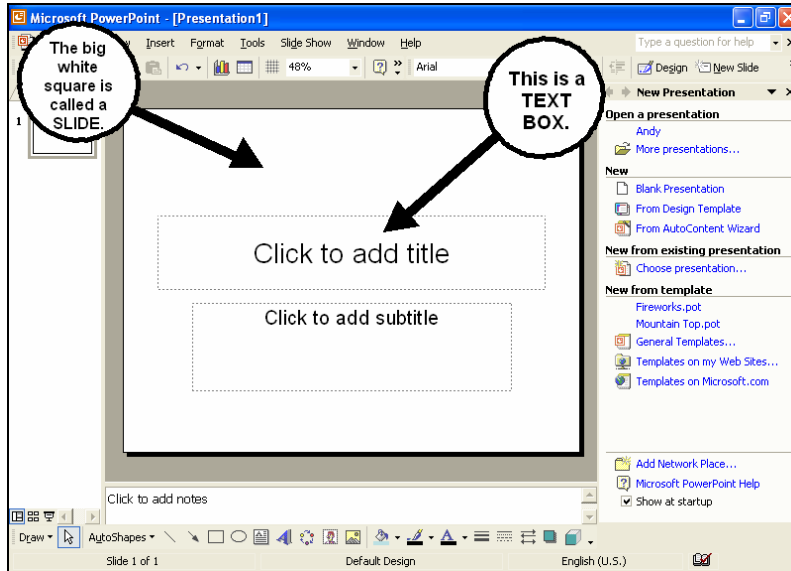 Microsoft PowerPoint - [Presentation1]
Insert Format Tools Slide Show Window Help
Type a question for help
48%
Arial
Design
New Slide
The big
white
square is
called a
SLIDE.
This is a
TEXT
BOX.
1
Click to add title
Click to add subtitle
Click to add notes
New Presentation
Open a presentation
Andy
More presentations...
New
Blank Presentation
From Design Template
From AutoContent Wizard
New from existing presentation
Choose presentation...
New from template
Fireworks.pot
Mountain Top.pot
General Templates...
Templates on my Web Sites...
Templates on Microsoft.com
Add Network Place...
Microsoft PowerPoint Help
Show at startup
Draw
AutoShapes
Slide 1 of 1
Default Design
English (U.S.)